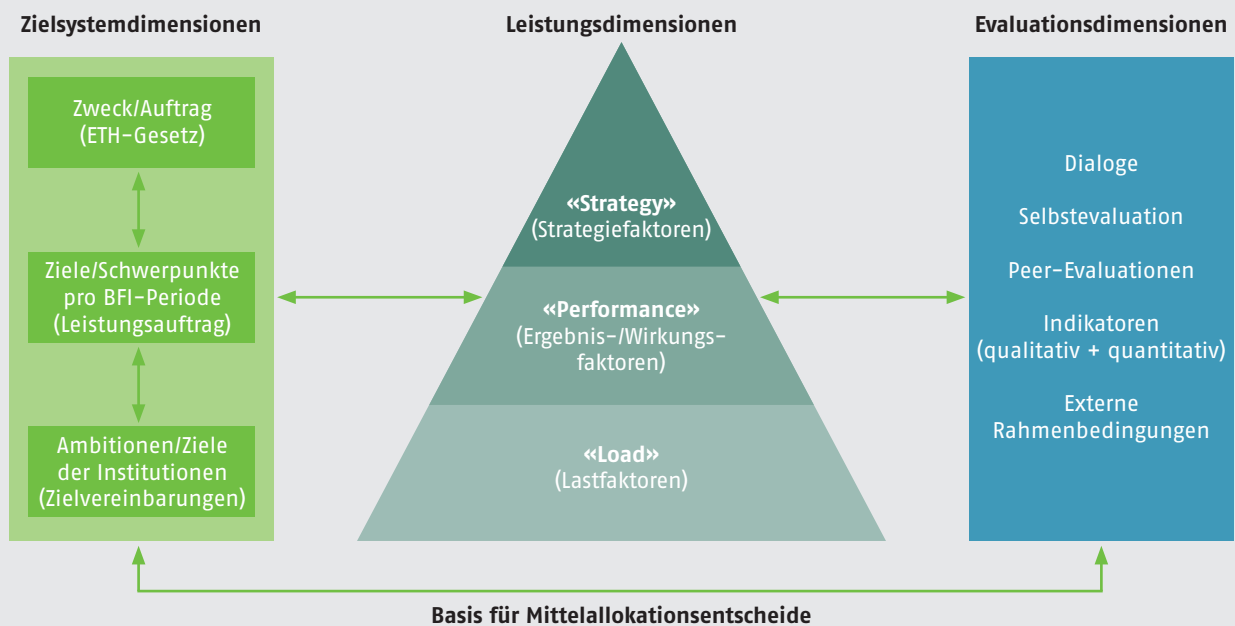 Zielsystemdimensionen
Zweck/Auftrag
(ETH-Gesetz)
Ziele/Schwerpunkte
pro BFI-Periode
(Leistungsauftrag)
Ambitionen/Ziele
der Institutionen
(Zielvereinbarungen)
Leistungsdimensionen
«Strategy»
(Strategiefaktoren)
«Performance»
(Ergebnis-/Wirkungs-
faktoren)
«Load»
(Lastfaktoren)
Evaluationsdimensionen
Dialoge
Selbstevaluation
Peer-Evaluationen
Indikatoren
(qualitativ + quantitativ)
Externe
Rahmenbedingungen
Basis für Mittelallokationsentscheide